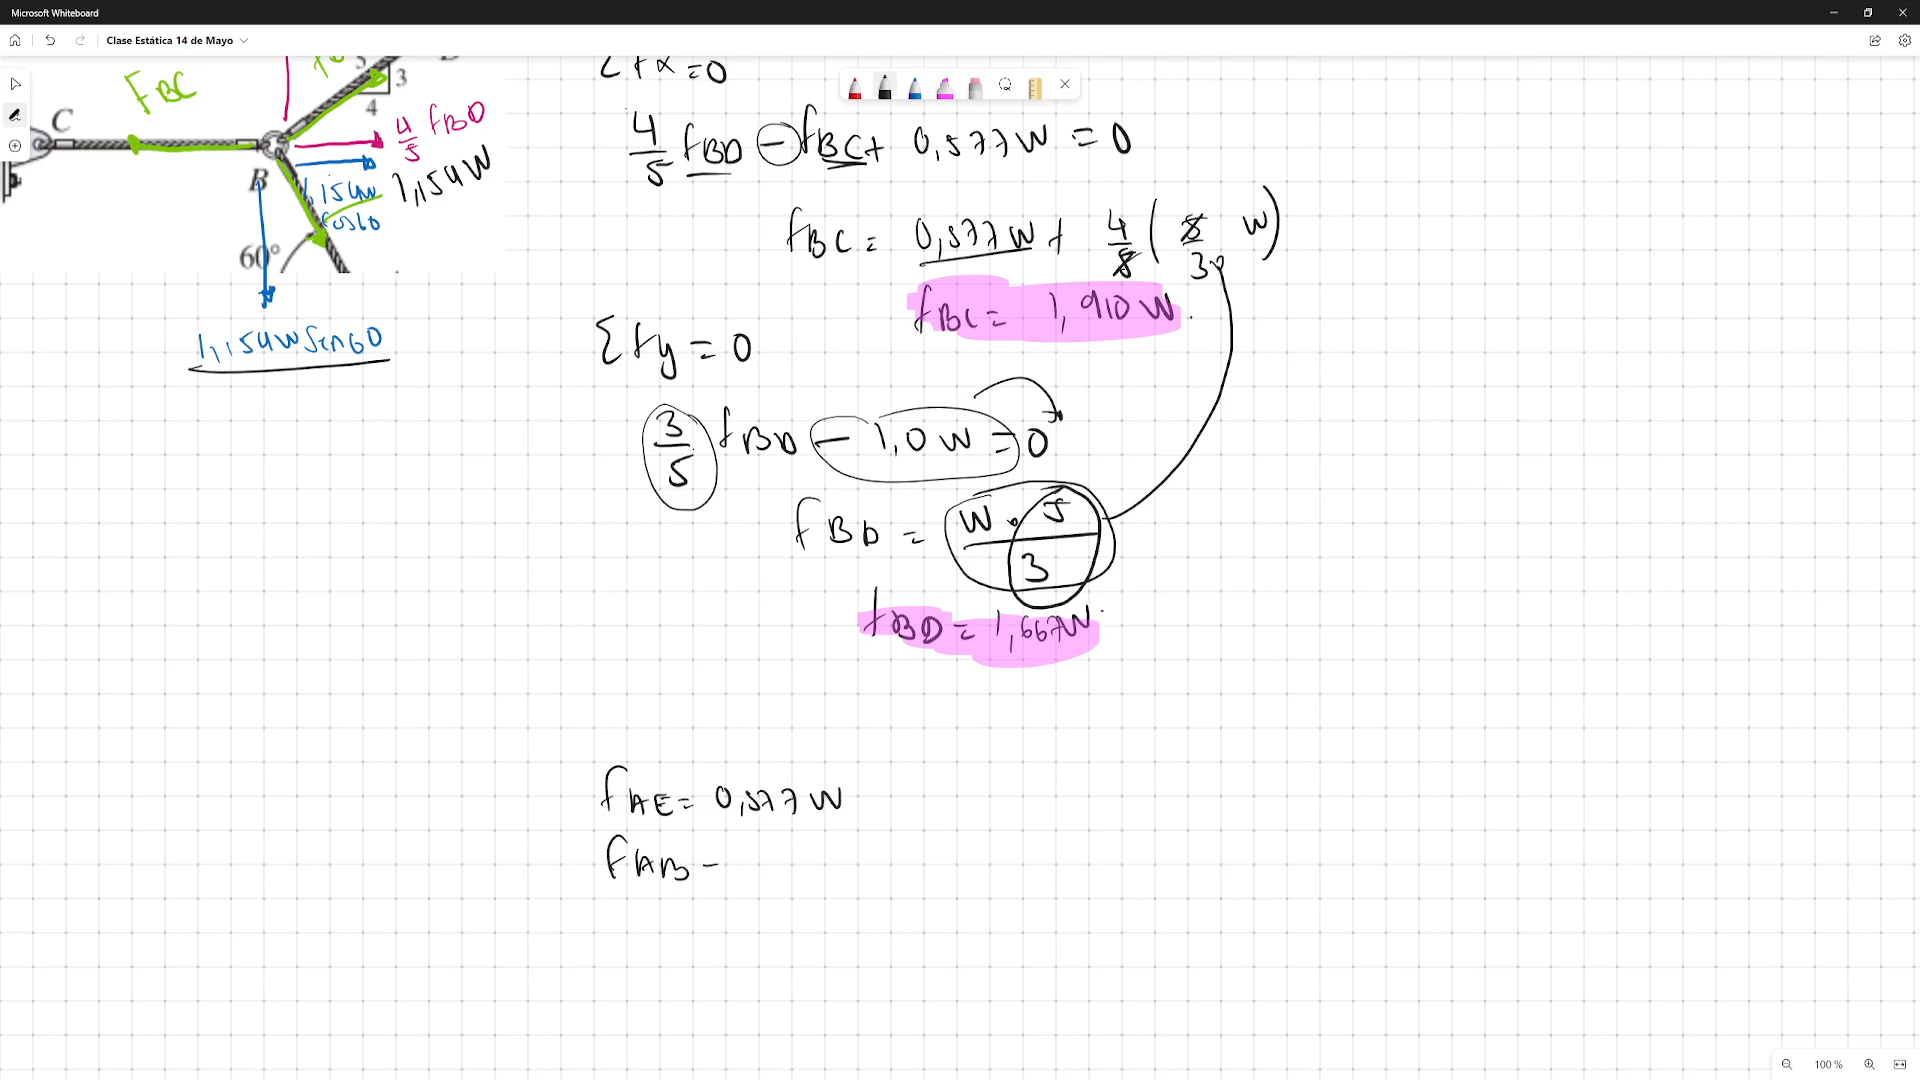 Microsoft Whiteboard
Clase Estática 14 de Mayo
FBC
5
3
4
C
4/5 fBD
B
1,154W
cos60
1,154W
60°
1,154W Sen60
Σfx = 0
4/5 fBD - fBC + 0,577W = 0
fBC = 0,577W + 4/5 ( 5/3 W)
fBC = 1,910 W.
Σfy = 0
3/5 fBD - 1,0 W = 0
fBD = W . 5 / 3
fBD = 1,667W
fAE = 0,577 W
fAB -
100 %